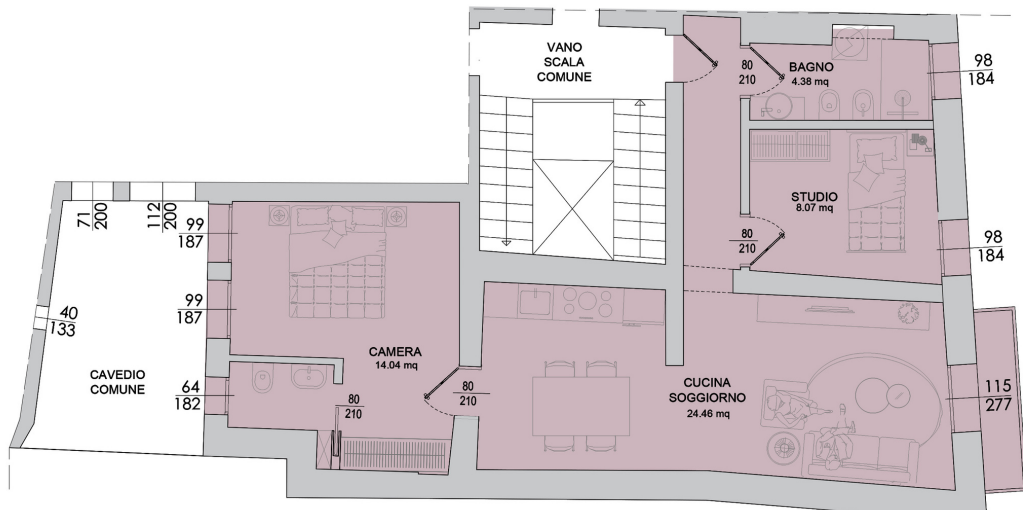 VANO
SCALA
COMUNE
80
210
BAGNO
4.38 mq
98
184
STUDIO
8.07 mq
80
210
98
184
71
200
112
200
99
187
99
187
40
133
CAVEDIO
COMUNE
64
182
CAMERA
14.04 mq
80
210
80
210
CUCINA
SOGGIORNO
24.46 mq
115
277